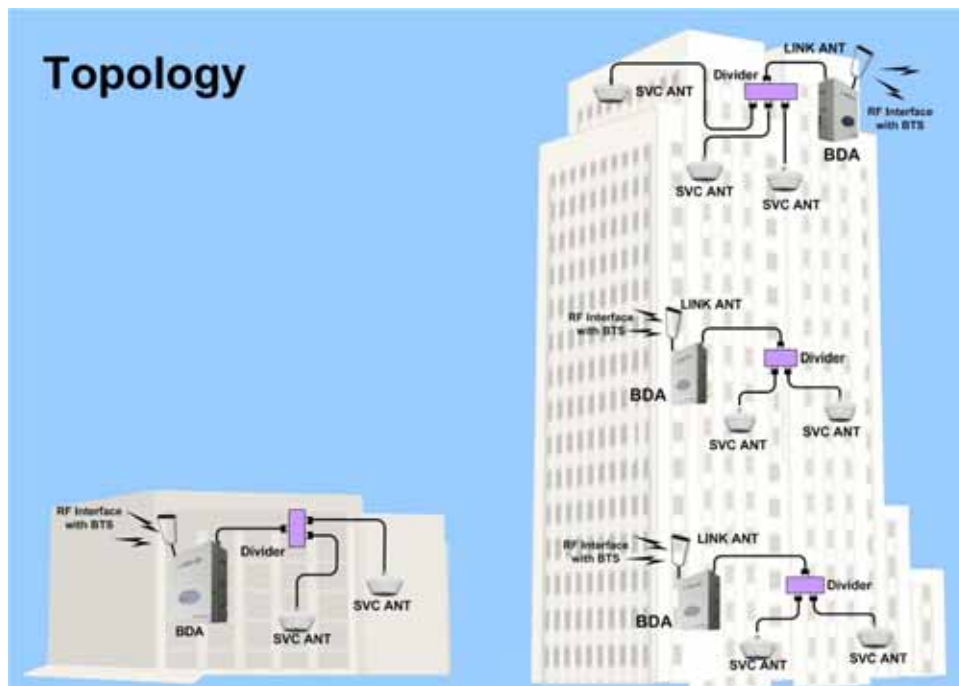 Topology
LINK ANT
Divider
SVC ANT
RF Interface
with BTS
BDA
SVC ANT
SVC ANT
LINK ANT
RF Interface
with BTS
Divider
BDA
SVC ANT
SVC ANT
RF Interface
with BTS
LINK ANT
Divider
BDA
SVC ANT
SVC ANT
RF Interface
with BTS
Divider
SVC ANT
BDA
SVC ANT